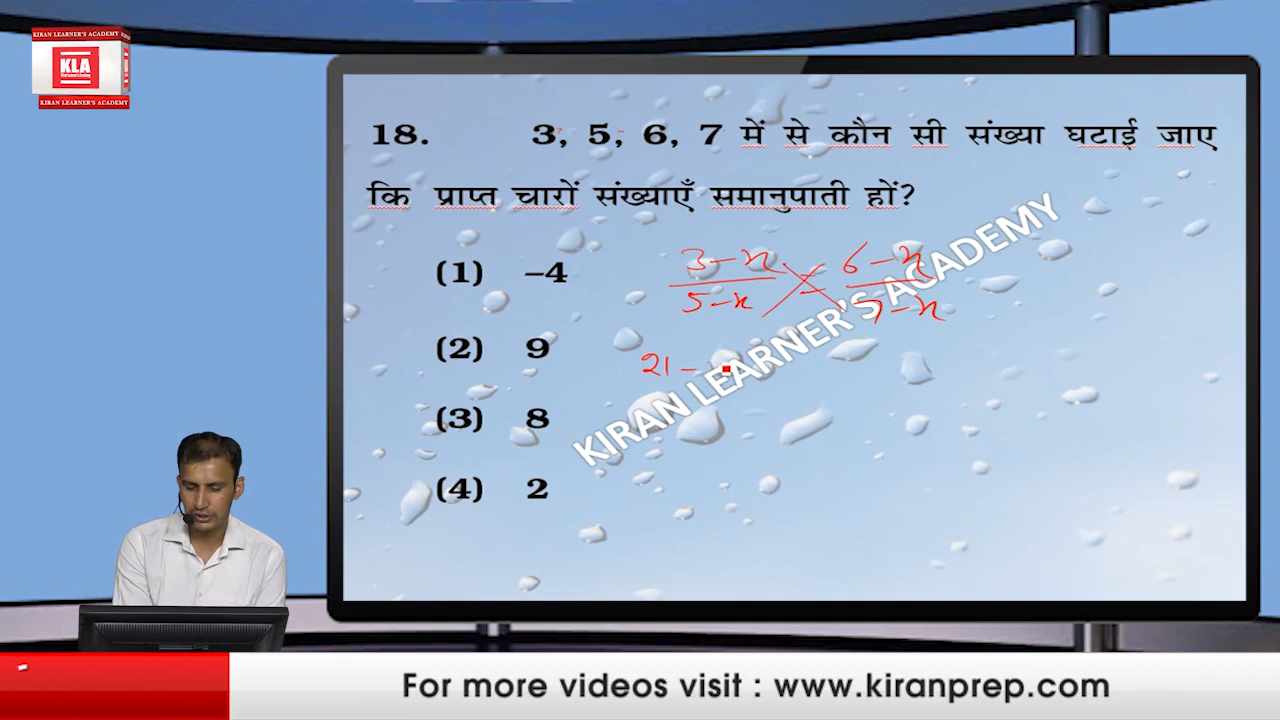 KIRAN LEARNER'S ACADEMY
KLA
KIRAN LEARNER'S ACADEMY
18. 3, 5, 6, 7 में से कौन सी संख्या घटाई जाए
कि प्राप्त चारों संख्याएँ समानुपाती हों?
(1) –4
(2) 9
(3) 8
(4) 2
3-x = 6-x
5-x 7-x
21 -
KIRAN LEARNER'S ACADEMY
For more videos visit : www.kiranprep.com